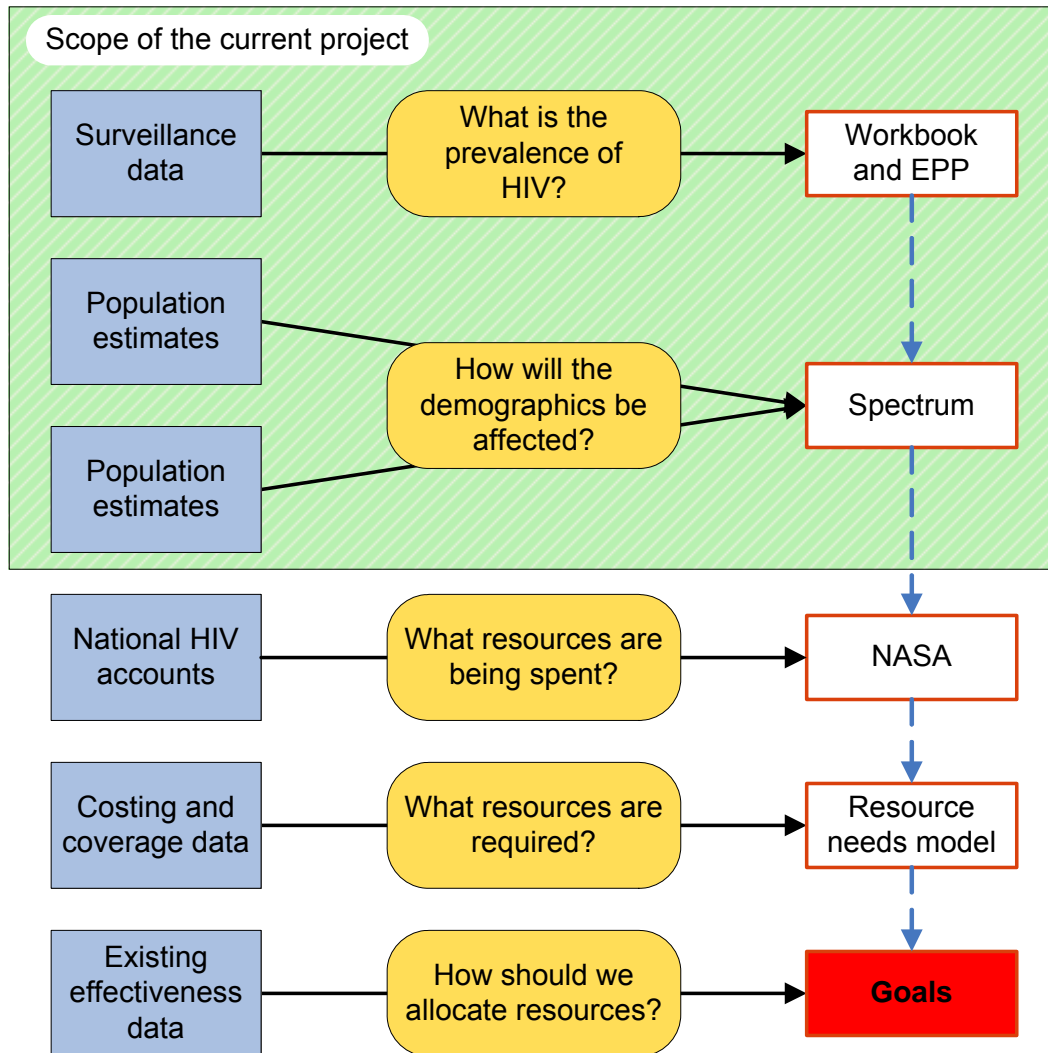 Scope of the current project
Surveillance
data
What is the
prevalence of
HIV?
Workbook
and EPP
Population
estimates
How will the
demographics be
affected?
Spectrum
Population
estimates
National HIV
accounts
What resources are
being spent?
NASA
Costing and
coverage data
What resources are
required?
Resource
needs model
Existing
effectiveness
data
How should we
allocate resources?
Goals